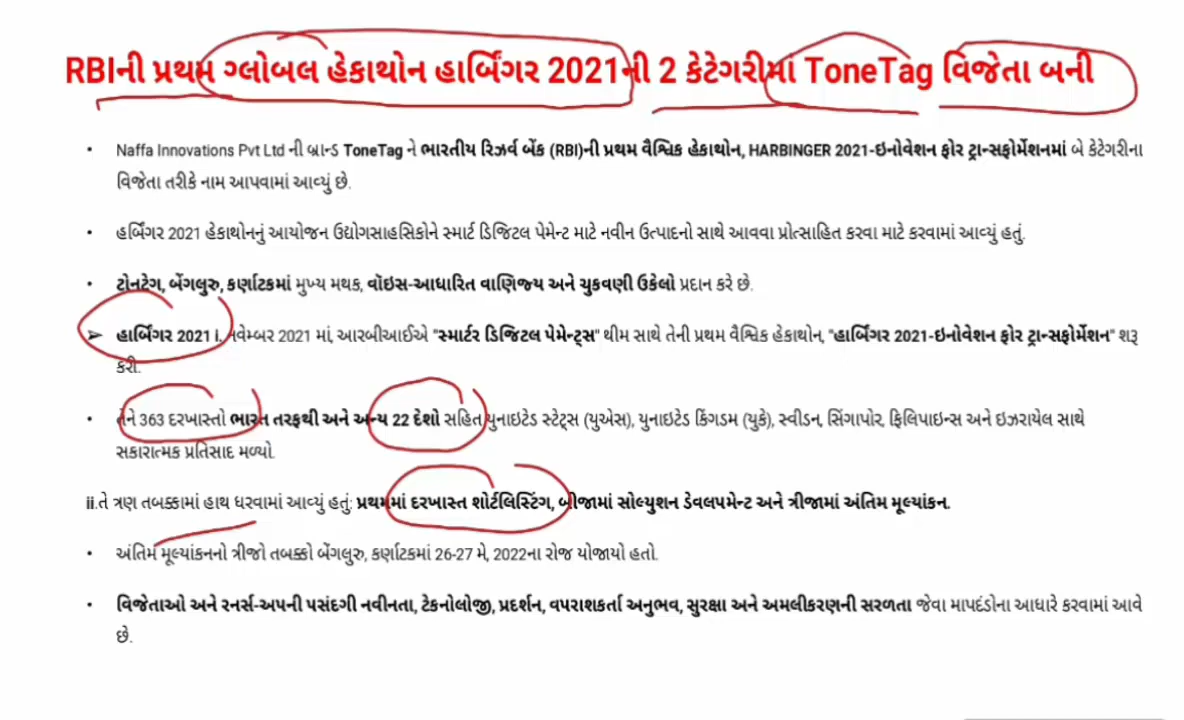 RBIની પ્રથમ ગ્લોબલ હેકાથોન હાર્બિંગર 2021ની 2 કેટેગરીમાં ToneTag વિજેતા બની
• Naffa Innovations Pvt Ltd ની બ્રાન્ડ ToneTag ને ભારતીય રિઝર્વ બેંક (RBI)ની પ્રથમ વૈશ્વિક હેકાથોન, HARBINGER 2021-ઇનોવેશન ફોર ટ્રાન્સફોર્મેશનમાં બે કેટેગરીના
વિજેતા તરીકે નામ આપવામાં આવ્યું છે.
• હર્બિંગર 2021 હેકાથોનનું આયોજન ઉદ્યોગસાહસિકોને સ્માર્ટ ડિજિટલ પેમેન્ટ માટે નવીન ઉત્પાદનો સાથે આવવા પ્રોત્સાહિત કરવા માટે કરવામાં આવ્યું હતું.
• ટોનટેગ, બેંગલુરુ, કર્ણાટકમાં મુખ્ય મથક, વૉઇસ-આધારિત વાણિજ્ય અને ચુકવણી ઉકેલો પ્રદાન કરે છે.
➢ હાર્બિંગર 2021 i. નવેમ્બર 2021 માં, આરબીઆઈએ "સ્માર્ટર ડિજિટલ પેમેન્ટ્સ" થીમ સાથે તેની પ્રથમ વૈશ્વિક હેકાથોન, "હાર્બિંગર 2021-ઇનોવેશન ફોર ટ્રાન્સફોર્મેશન" શરૂ
કરી.
• તેને 363 દરખાસ્તો ભારત તરફથી અને અન્ય 22 દેશો સહિત યુનાઇટેડ સ્ટેટ્સ (યુએસ), યુનાઇટેડ કિંગડમ (યુકે), સ્વીડન, સિંગાપોર, ફિલિપાઇન્સ અને ઇઝરાયેલ સાથે
સકારાત્મક પ્રતિસાદ મળ્યો.
ii.તે ત્રણ તબક્કામાં હાથ ધરવામાં આવ્યું હતું: પ્રથમમાં દરખાસ્ત શોર્ટલિસ્ટિંગ, બીજામાં સોલ્યુશન ડેવલપમેન્ટ અને ત્રીજામાં અંતિમ મૂલ્યાંકન.
• અંતિમ મૂલ્યાંકનનો ત્રીજો તબક્કો બેંગલુરુ, કર્ણાટકમાં 26-27 મે, 2022ના રોજ યોજાયો હતો.
• વિજેતાઓ અને રનર્સ-અપની પસંદગી નવીનતા, ટેકનોલોજી, પ્રદર્શન, વપરાશકર્તા અનુભવ, સુરક્ષા અને અમલીકરણની સરળતા જેવા માપદંડોના આધારે કરવામાં આવે
છે.